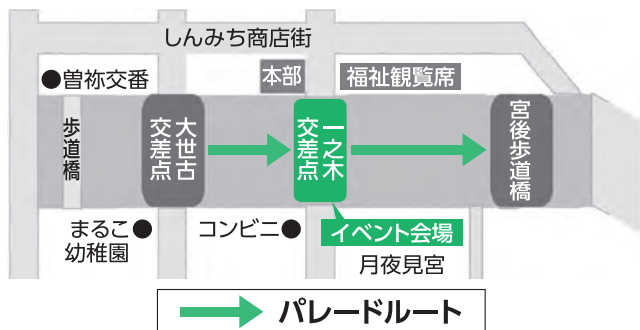 しんみち商店街
●曽祢交番
本部
福祉観覧席
歩道橋
大世古
交差点
一之木
交差点
宮後歩道橋
まるこ●
幼稚園
コンビニ●
イベント会場
月夜見宮
パレードルート